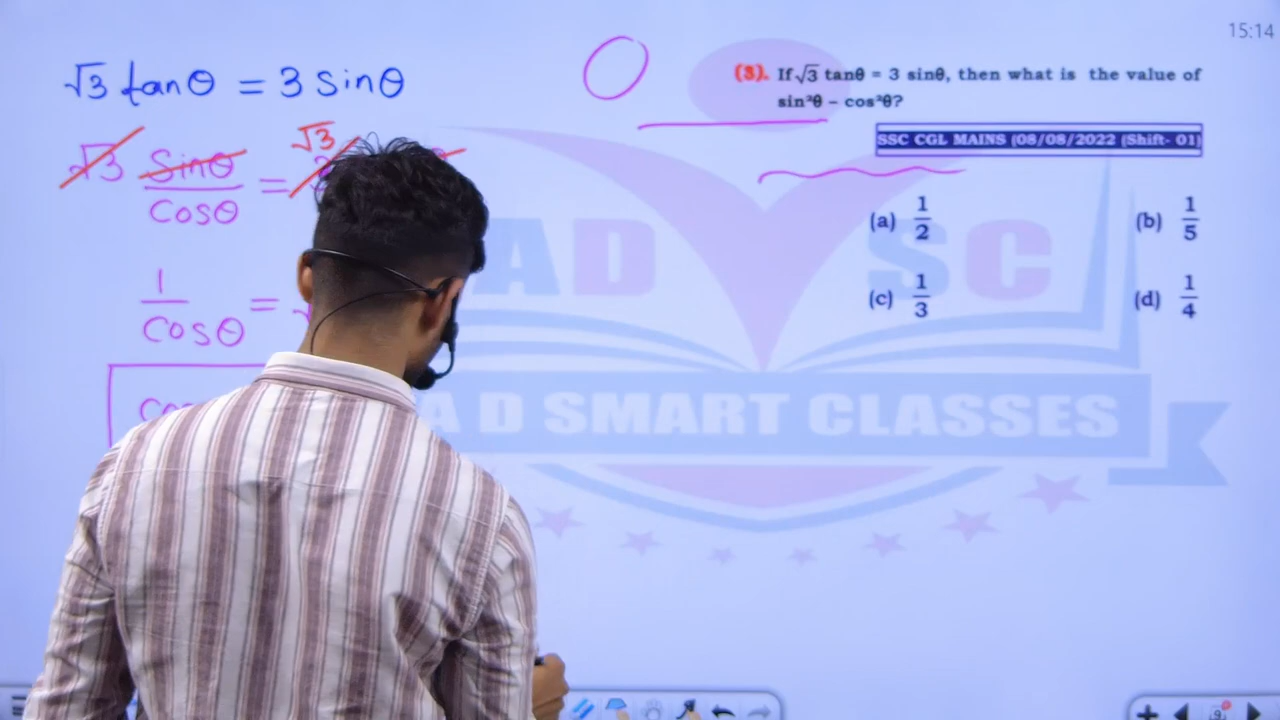 15:14
√3 tanθ = 3 sinθ
(3). If √3 tanθ = 3 sinθ, then what is the value of
sin²θ – cos²θ?
SSC CGL MAINS (08/08/2022 (Shift- 01)
√3
√3 sinθ/cosθ =
(a) 1/2 (b) 1/5
1/cosθ =
(c) 1/3 (d) 1/4
AD SC
A D SMART CLASSES